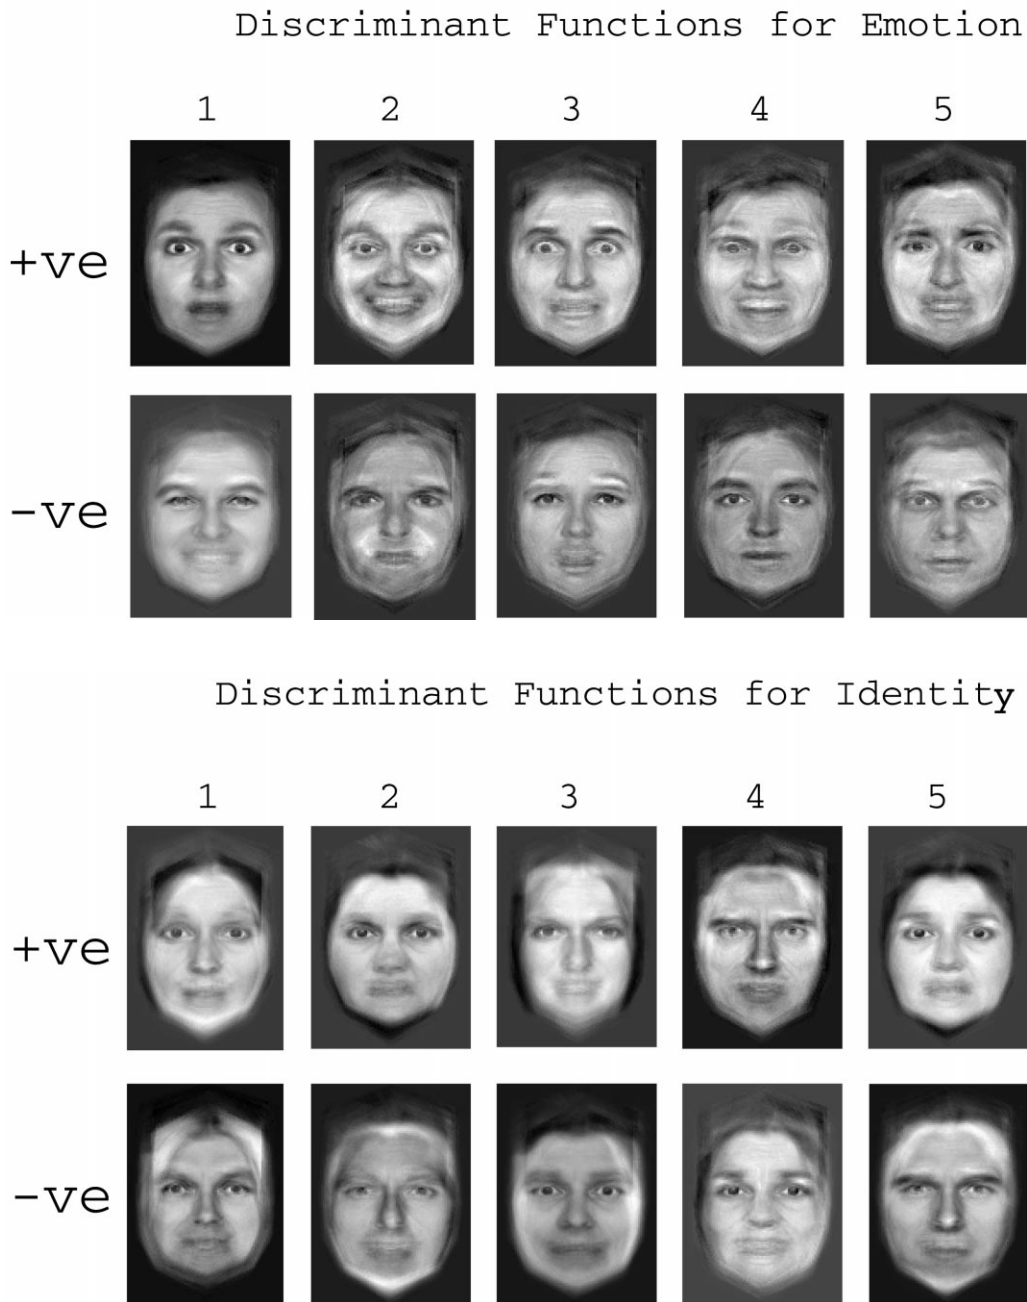 Discriminant Functions for Emotion
1 2 3 4 5
+ve
-ve
Discriminant Functions for Identity
1 2 3 4 5
+ve
-ve